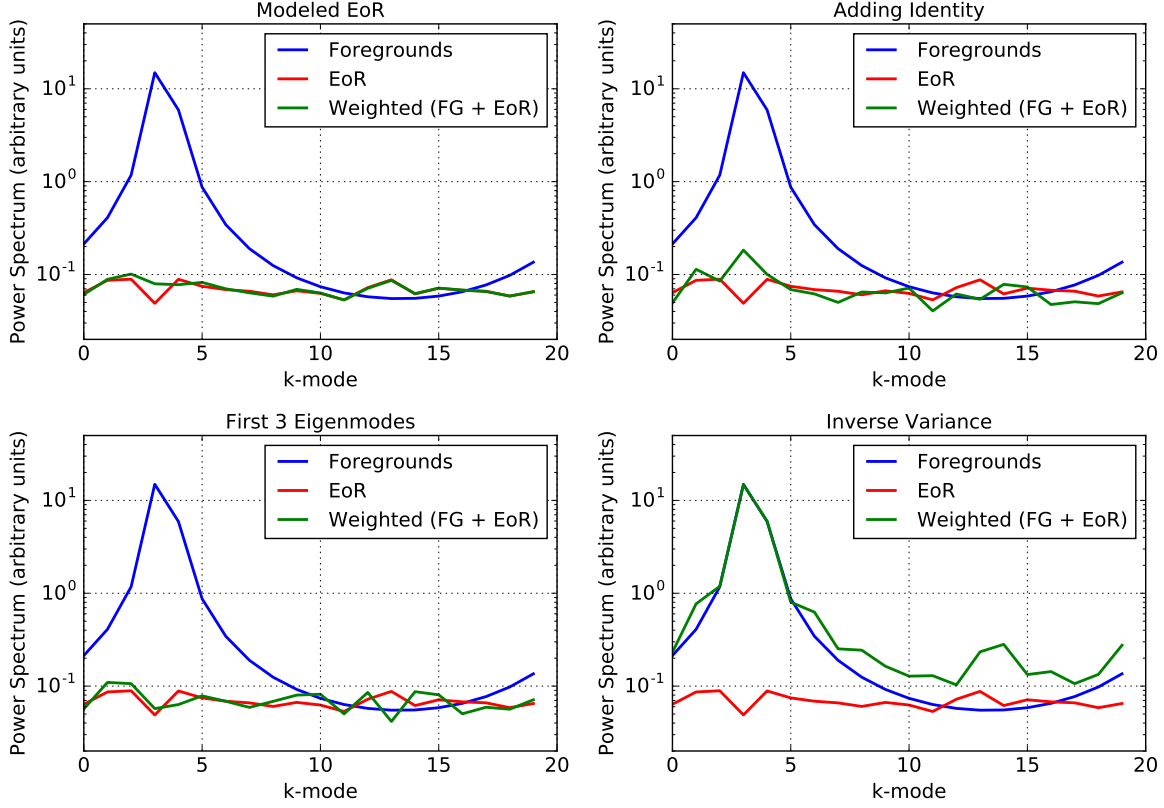 Modeled EoR
Power Spectrum (arbitrary units)
10^1
10^0
10^-1
Foregrounds
EoR
Weighted (FG + EoR)
0 5 10 15 20
k-mode
Adding Identity
Power Spectrum (arbitrary units)
10^1
10^0
10^-1
Foregrounds
EoR
Weighted (FG + EoR)
0 5 10 15 20
k-mode
First 3 Eigenmodes
Power Spectrum (arbitrary units)
10^1
10^0
10^-1
Foregrounds
EoR
Weighted (FG + EoR)
0 5 10 15 20
k-mode
Inverse Variance
Power Spectrum (arbitrary units)
10^1
10^0
10^-1
Foregrounds
EoR
Weighted (FG + EoR)
0 5 10 15 20
k-mode